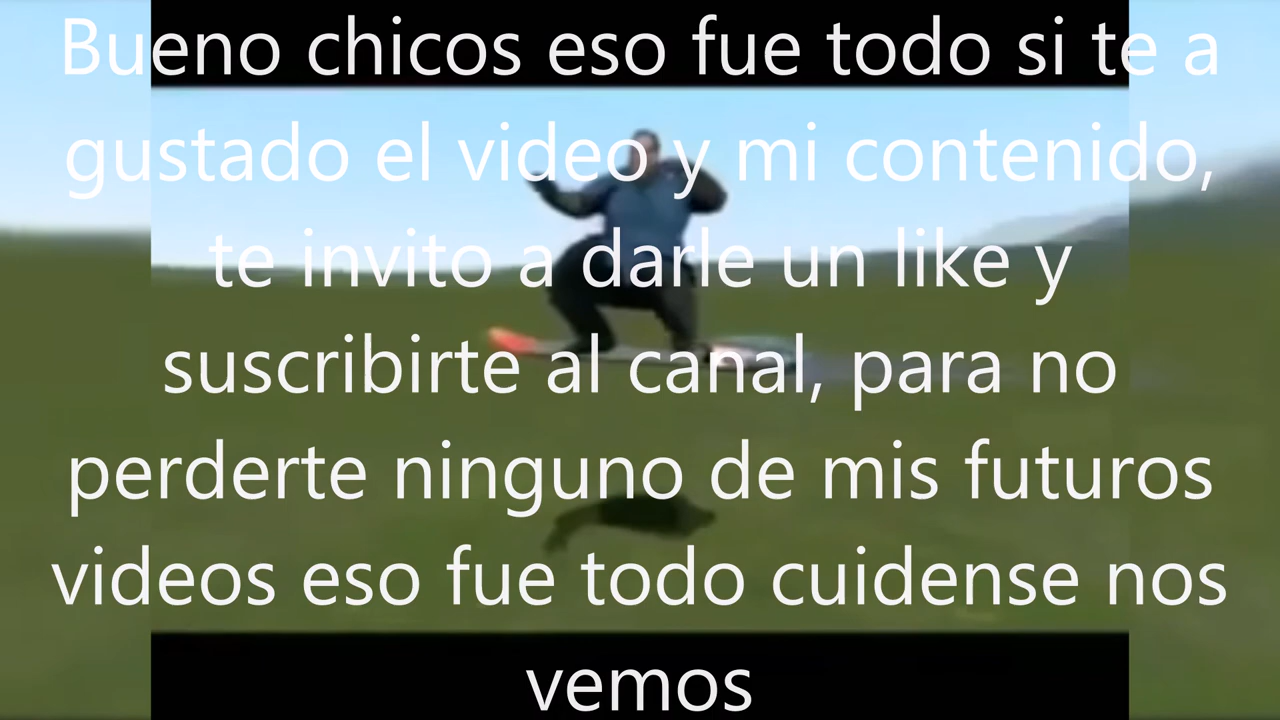 Bueno chicos eso fue todo si te a
gustado el video y mi contenido,
te invito a darle un like y
suscribirte al canal, para no
perderte ninguno de mis futuros
videos eso fue todo cuidense nos
vemos